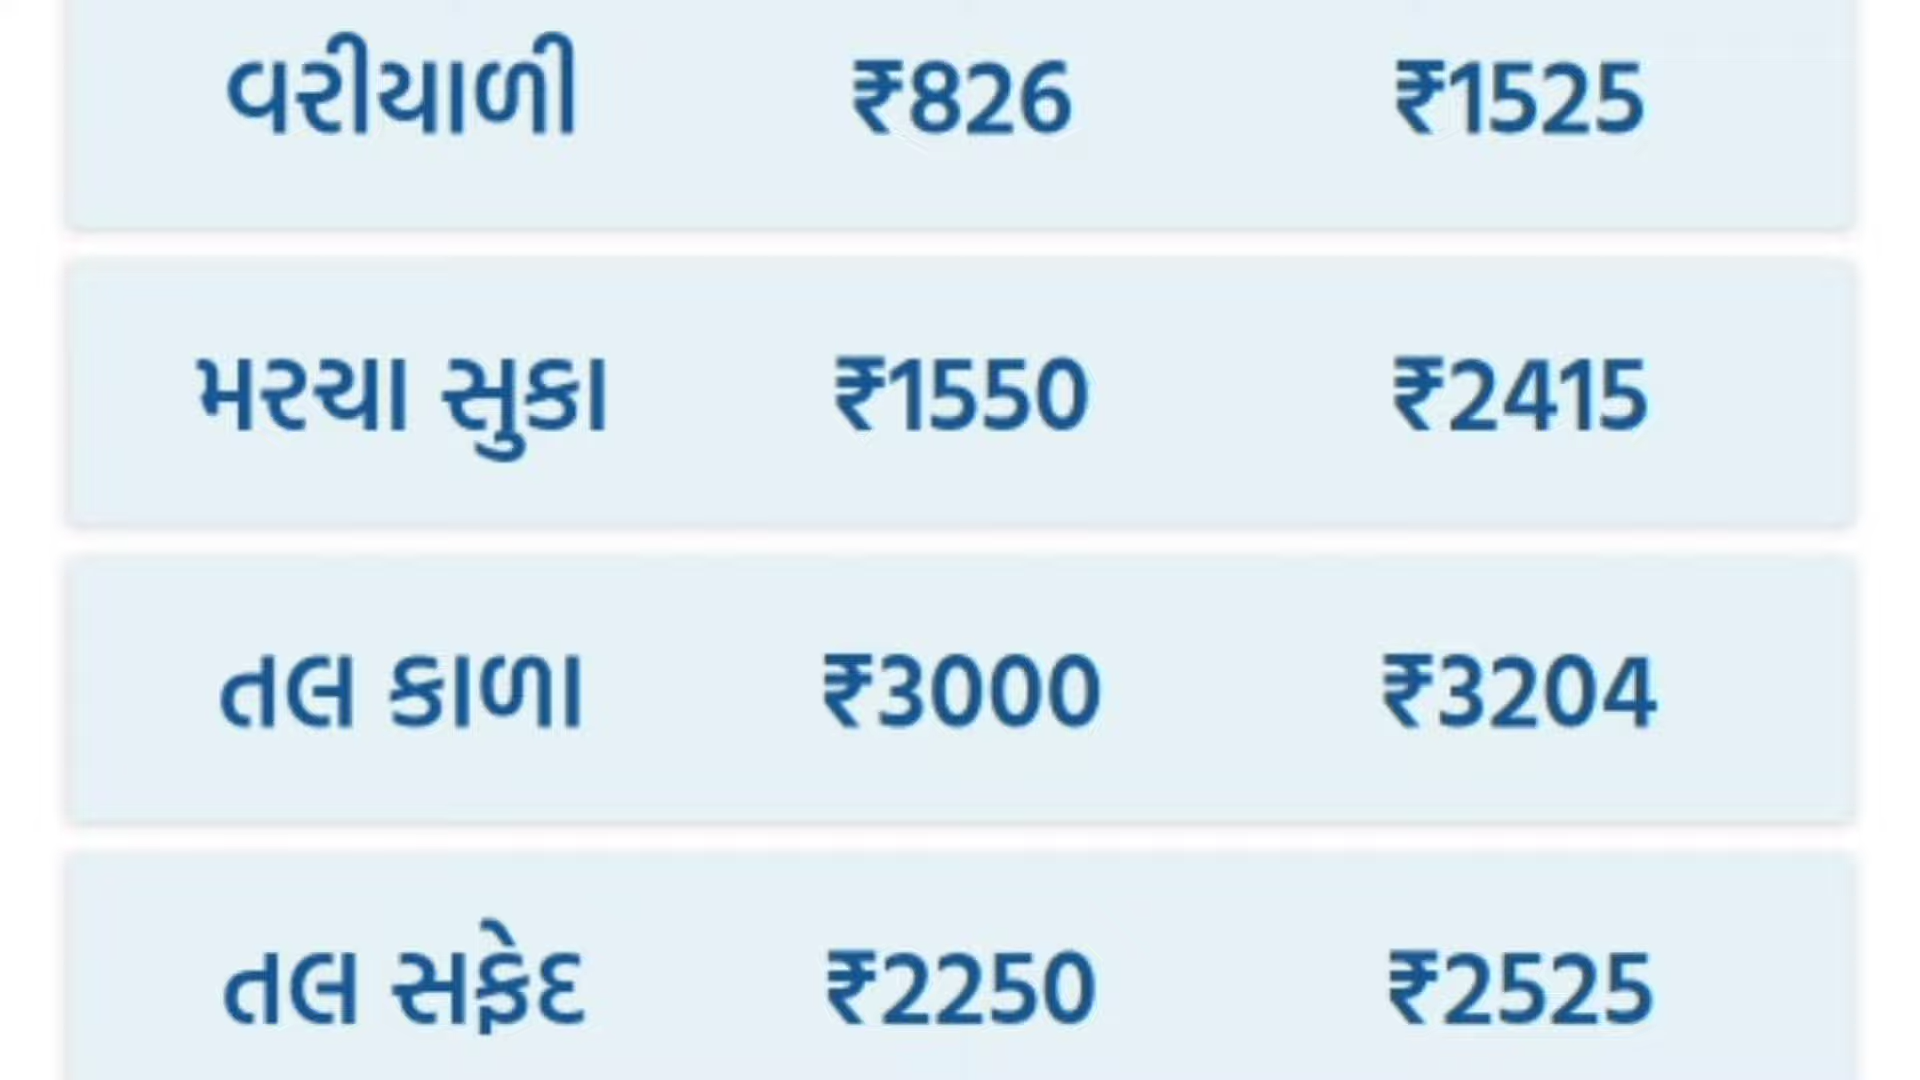 વરીયાળી ₹826 ₹1525
મરચા સુકા ₹1550 ₹2415
તલ કાળા ₹3000 ₹3204
તલ સફેદ ₹2250 ₹2525